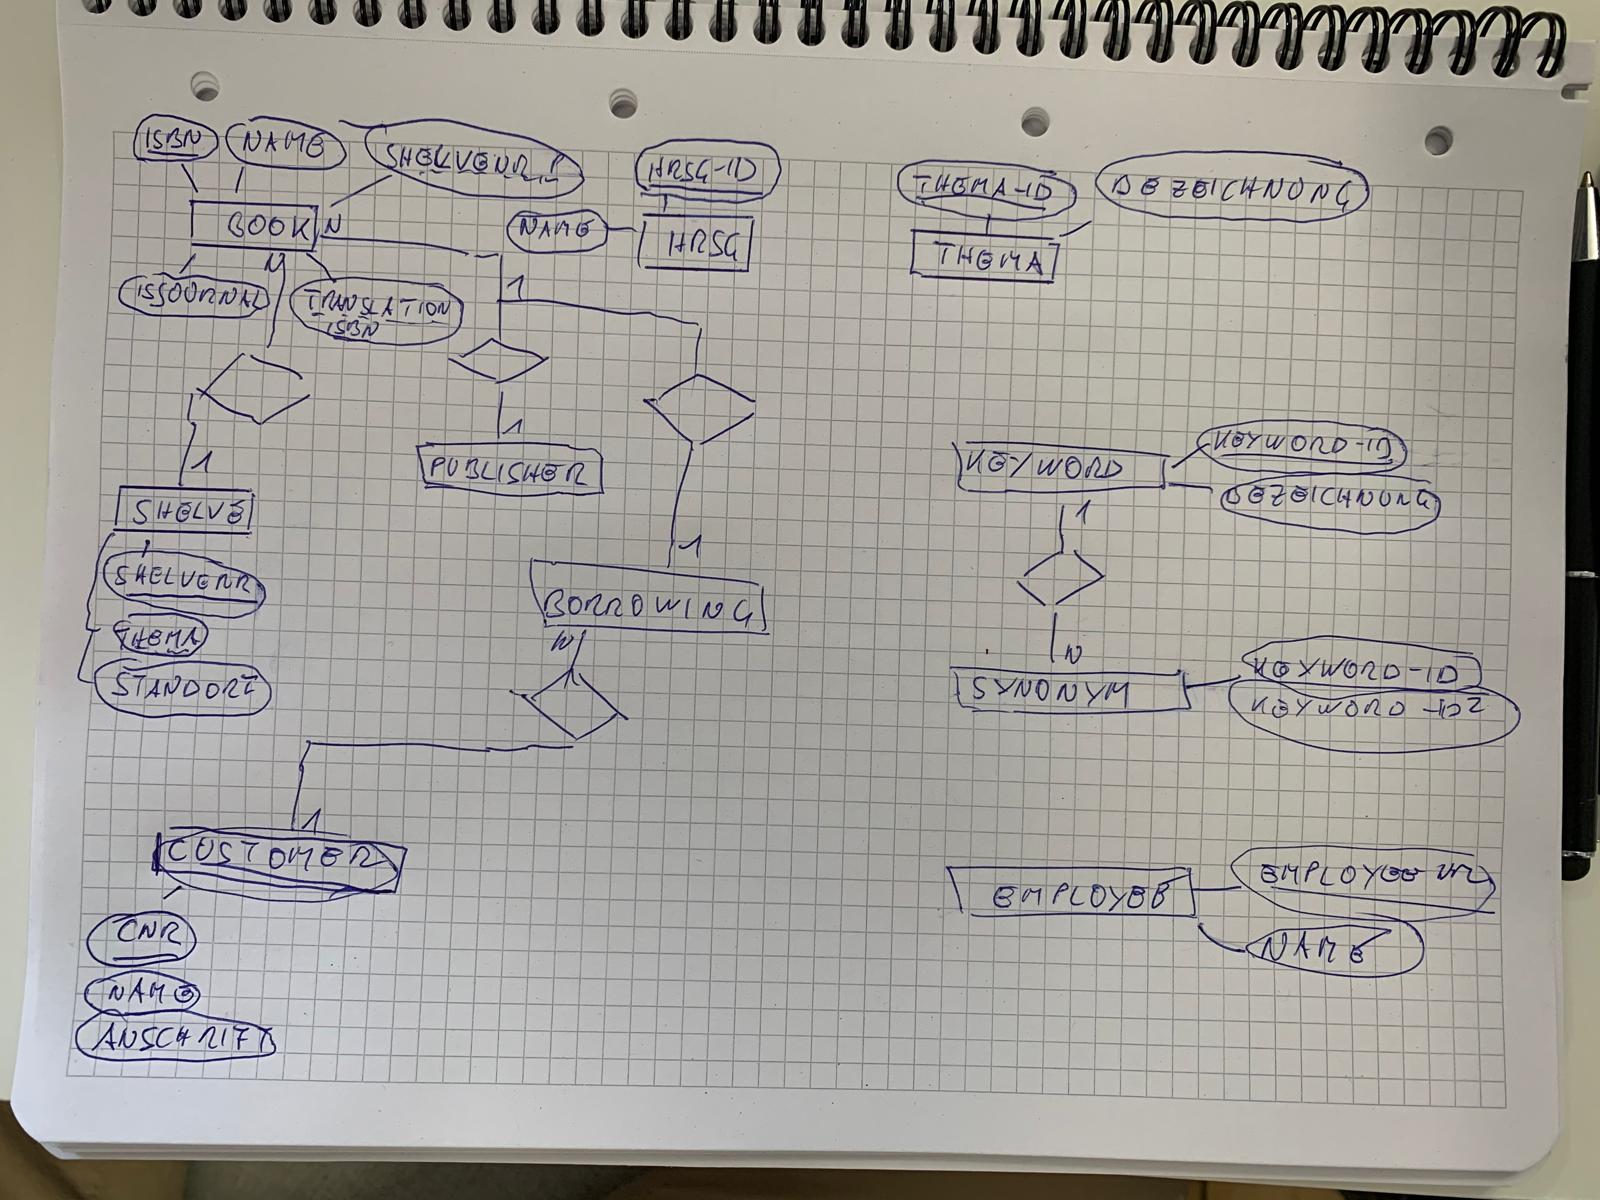 ISBN NAME SHELVENR HRSG-ID THEMA-ID BEZEICHNUNG
BOOK N NAME HRSG THEMA
N
ISJOURNAL TRANSLATION
ISBN
1
1
PUBLISHER
KEYWORD KEYWORD-ID
BEZEICHNUNG
1
SHELVE
1
1
SHELVENR
THEMA
STANDORT
BORROWING
N
N
SYNONYM KEYWORD-ID
KEYWORD-ID2
1
CUSTOMER
EMPLOYEE EMPLOYEE NR
NAME
CNR
NAME
ANSCHRIFT